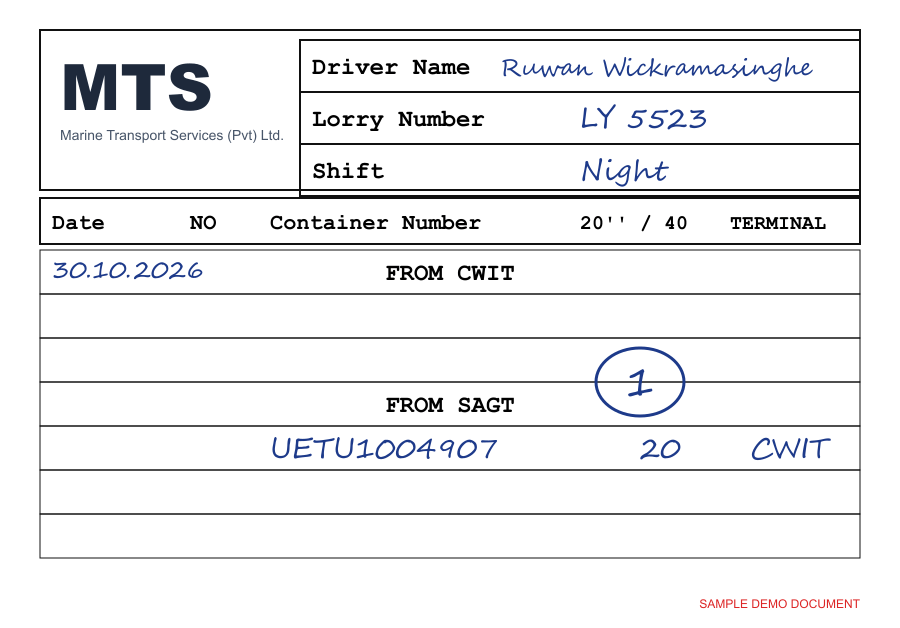 MTS
Marine Transport Services (Pvt) Ltd.
Driver Name Ruwan Wickramasinghe
Lorry Number LY 5523
Shift Night
Date NO Container Number 20'' / 40 TERMINAL
30.10.2026 FROM CWIT
1
FROM SAGT
UETU1004907 20 CWIT
SAMPLE DEMO DOCUMENT